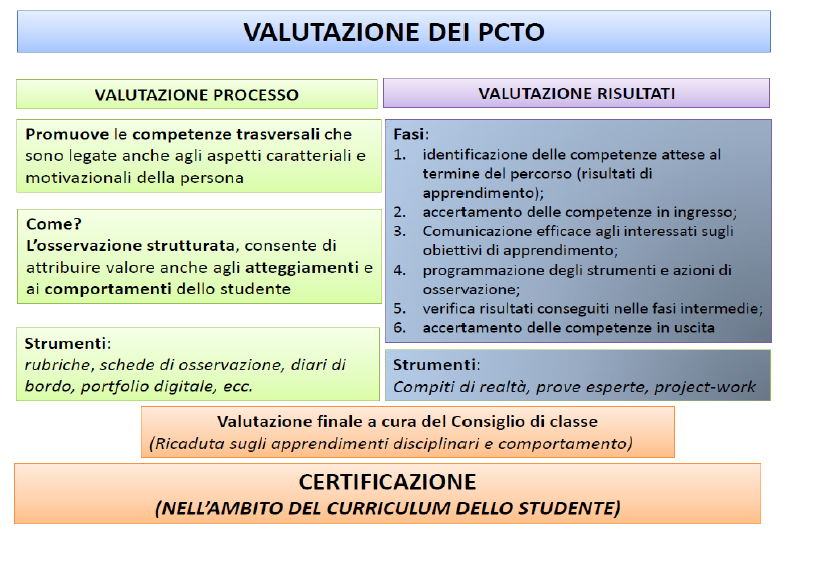 VALUTAZIONE DEI PCTO
VALUTAZIONE PROCESSO
Promuove le competenze trasversali che
sono legate anche agli aspetti caratteriali e
motivazionali della persona
Come?
L'osservazione strutturata, consente di
attribuire valore anche agli atteggiamenti e
ai comportamenti dello studente
Strumenti:
rubriche, schede di osservazione, diari di
bordo, portfolio digitale, ecc.
VALUTAZIONE RISULTATI
Fasi:
1. identificazione delle competenze attese al
termine del percorso (risultati di
apprendimento);
2. accertamento delle competenze in ingresso;
3. Comunicazione efficace agli interessati sugli
obiettivi di apprendimento;
4. programmazione degli strumenti e azioni di
osservazione;
5. verifica risultati conseguiti nelle fasi intermedie;
6. accertamento delle competenze in uscita
Strumenti:
Compiti di realtà, prove esperte, project-work
Valutazione finale a cura del Consiglio di classe
(Ricaduta sugli apprendimenti disciplinari e comportamento)
CERTIFICAZIONE
(NELL'AMBITO DEL CURRICULUM DELLO STUDENTE)